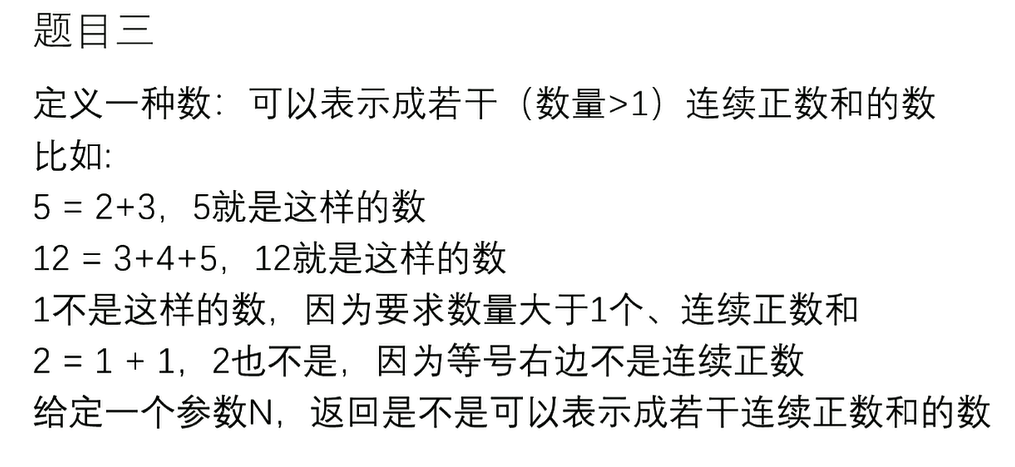 题目三
定义一种数：可以表示成若干（数量>1）连续正数和的数
比如:
5 = 2+3，5就是这样的数
12 = 3+4+5，12就是这样的数
1不是这样的数，因为要求数量大于1个、连续正数和
2 = 1 + 1，2也不是，因为等号右边不是连续正数
给定一个参数N，返回是不是可以表示成若干连续正数和的数